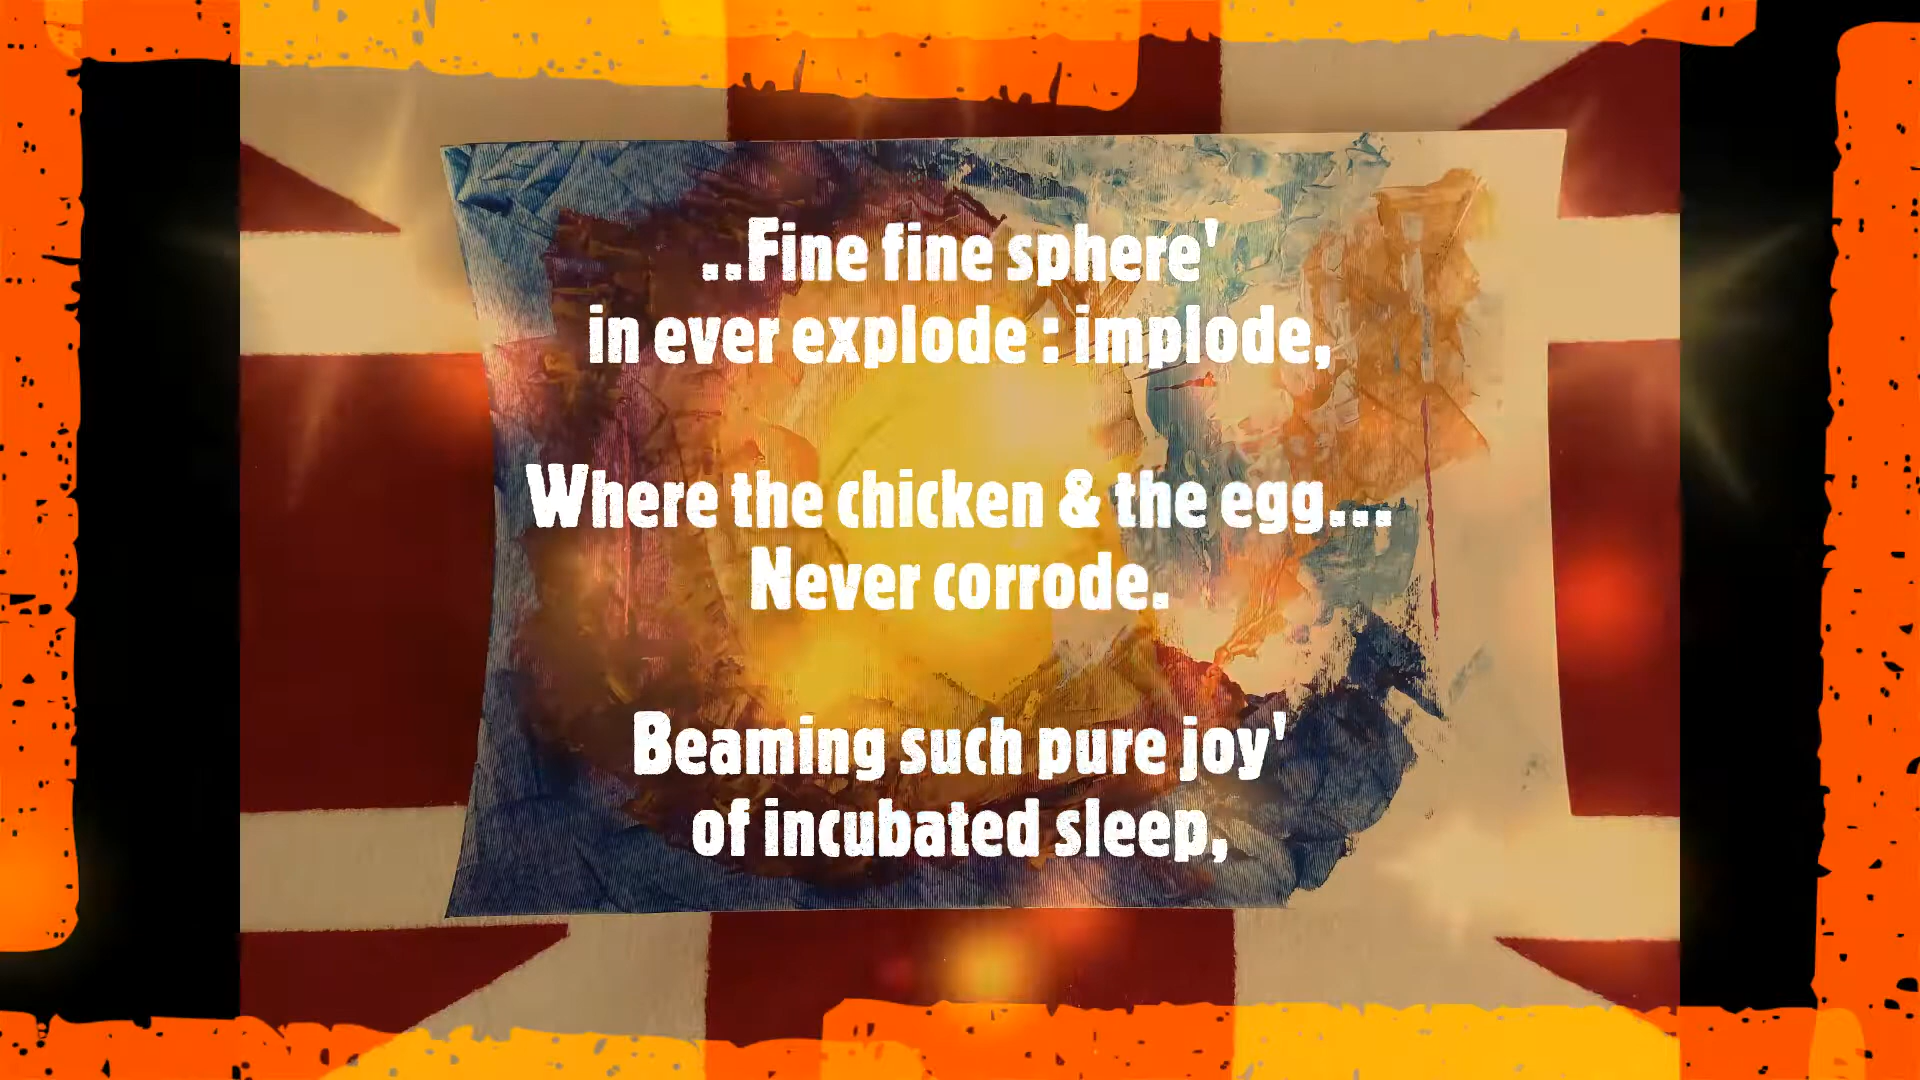 ..Fine fine sphere'
in ever explode : implode,
Where the chicken & the egg...
Never corrode.
Beaming such pure joy'
of incubated sleep,